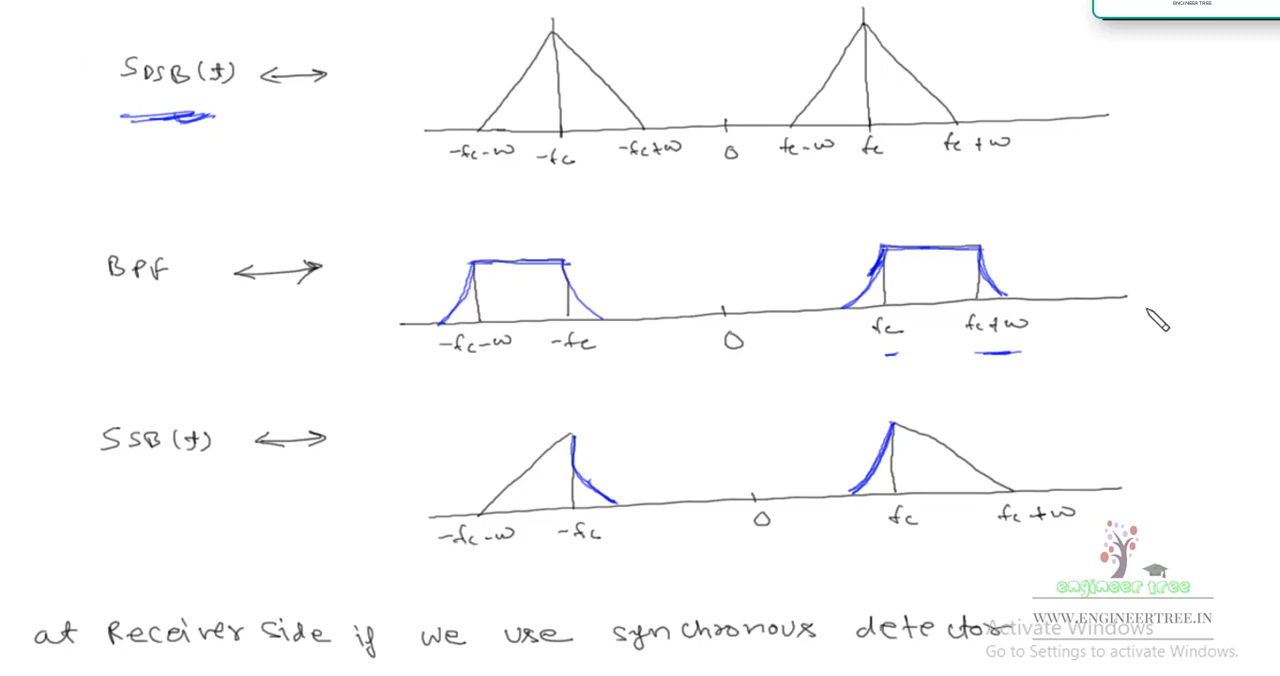 ENGINEER TREE
SDSB(f) ↔
-fc-w -fc -fc+w 0 fc-w fc fc+w
BPF ↔
-fc-w -fc 0 fc fc+w
SSB(f) ↔
-fc-w -fc 0 fc fc+w
engineer tree
WWW.ENGINEERTREE.IN
at Receiver side if we use synchronous detector
Activate Windows
Go to Settings to activate Windows.